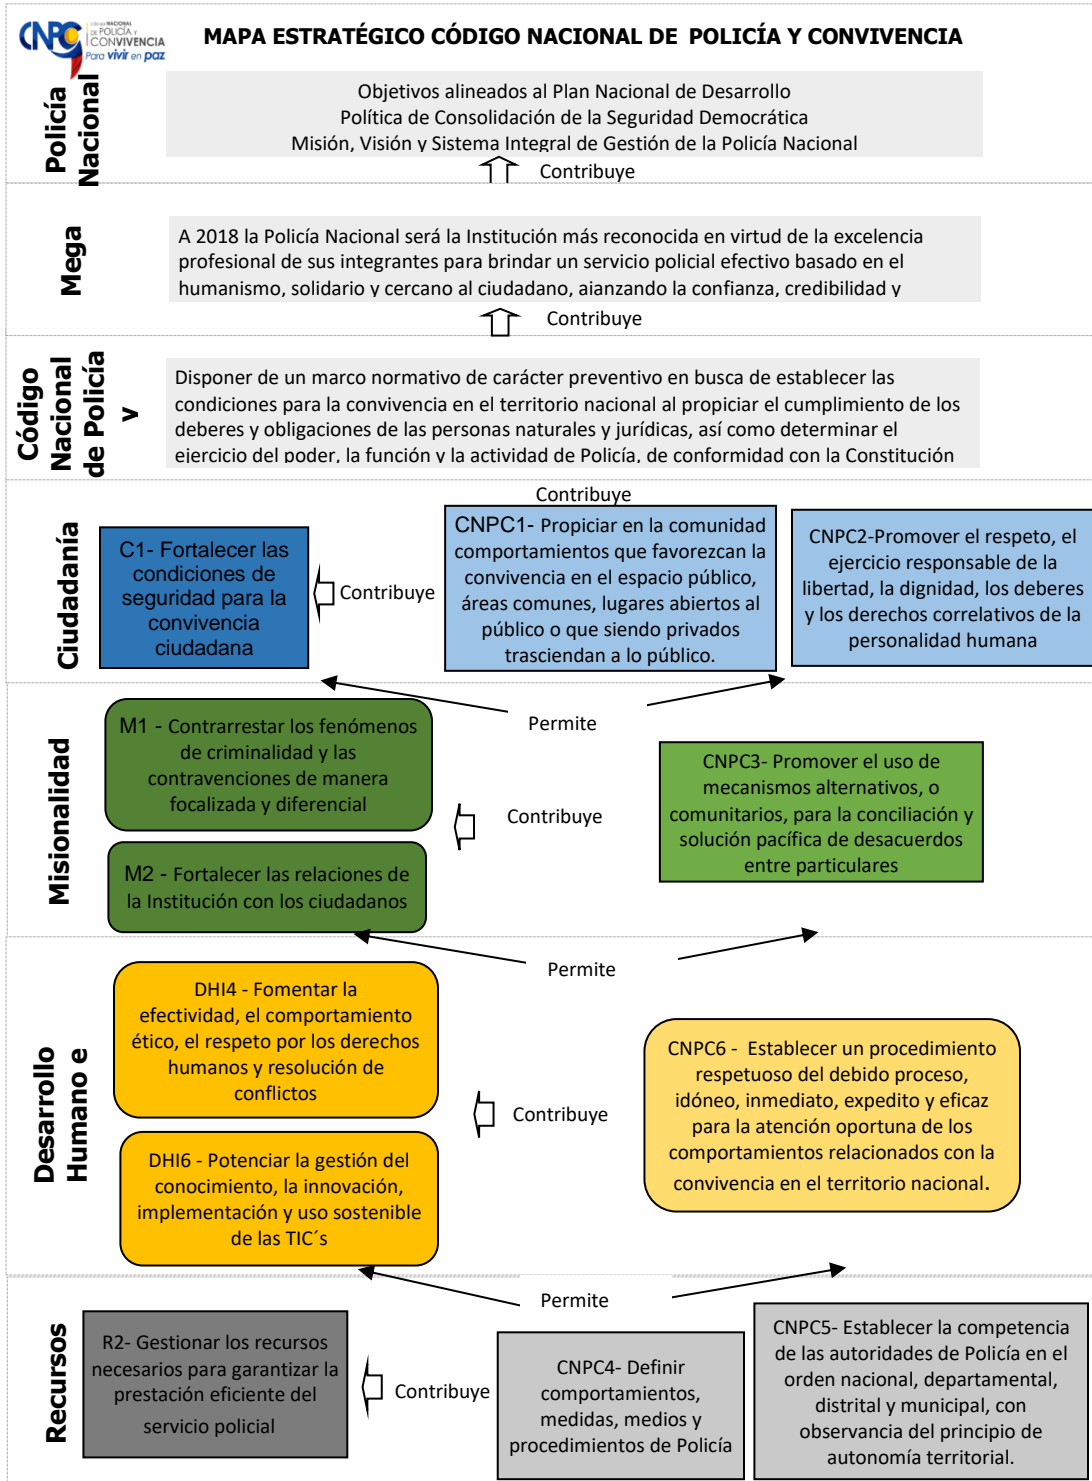 CNPC
CÓDIGO NACIONAL
DE POLICÍA Y
CONVIVENCIA
Para vivir en paz
MAPA ESTRATÉGICO CÓDIGO NACIONAL DE POLICÍA Y CONVIVENCIA
Policía
Nacional
Objetivos alineados al Plan Nacional de Desarrollo
Política de Consolidación de la Seguridad Democrática
Misión, Visión y Sistema Integral de Gestión de la Policía Nacional
Contribuye
Mega
A 2018 la Policía Nacional será la Institución más reconocida en virtud de la excelencia
profesional de sus integrantes para brindar un servicio policial efectivo basado en el
humanismo, solidario y cercano al ciudadano, aianzando la confianza, credibilidad y
Contribuye
Código
Nacional
de Policía
y
Disponer de un marco normativo de carácter preventivo en busca de establecer las
condiciones para la convivencia en el territorio nacional al propiciar el cumplimiento de los
deberes y obligaciones de las personas naturales y jurídicas, así como determinar el
ejercicio del poder, la función y la actividad de Policía, de conformidad con la Constitución
Contribuye
Ciudadanía
C1- Fortalecer las
condiciones de
seguridad para la
convivencia
ciudadana
Contribuye
CNPC1- Propiciar en la comunidad
comportamientos que favorezcan la
convivencia en el espacio público,
áreas comunes, lugares abiertos al
público o que siendo privados
trasciendan a lo público.
CNPC2-Promover el respeto, el
ejercicio responsable de la
libertad, la dignidad, los deberes
y los derechos correlativos de la
personalidad humana
Permite
Misionalidad
M1 - Contrarrestar los fenómenos
de criminalidad y las
contravenciones de manera
focalizada y diferencial
M2 - Fortalecer las relaciones de
la Institución con los ciudadanos
Contribuye
CNPC3- Promover el uso de
mecanismos alternativos, o
comunitarios, para la conciliación y
solución pacífica de desacuerdos
entre particulares
Permite
Desarrollo
Humano e
DHI4 - Fomentar la
efectividad, el comportamiento
ético, el respeto por los derechos
humanos y resolución de
conflictos
DHI6 - Potenciar la gestión del
conocimiento, la innovación,
implementación y uso sostenible
de las TIC´s
Contribuye
CNPC6 - Establecer un procedimiento
respetuoso del debido proceso,
idóneo, inmediato, expedito y eficaz
para la atención oportuna de los
comportamientos relacionados con la
convivencia en el territorio nacional.
Permite
Recursos
R2- Gestionar los recursos
necesarios para garantizar la
prestación eficiente del
servicio policial
Contribuye
CNPC4- Definir
comportamientos,
medidas, medios y
procedimientos de Policía
CNPC5- Establecer la competencia
de las autoridades de Policía en el
orden nacional, departamental,
distrital y municipal, con
observancia del principio de
autonomía territorial.